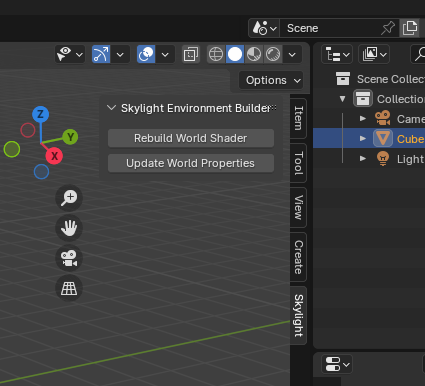 Scene
Options
Skylight Environment Builder
Rebuild World Shader
Update World Properties
Item
Tool
View
Create
Skylight
Z
Y
X
Scene Collec
Collection
Came
Cube
Light